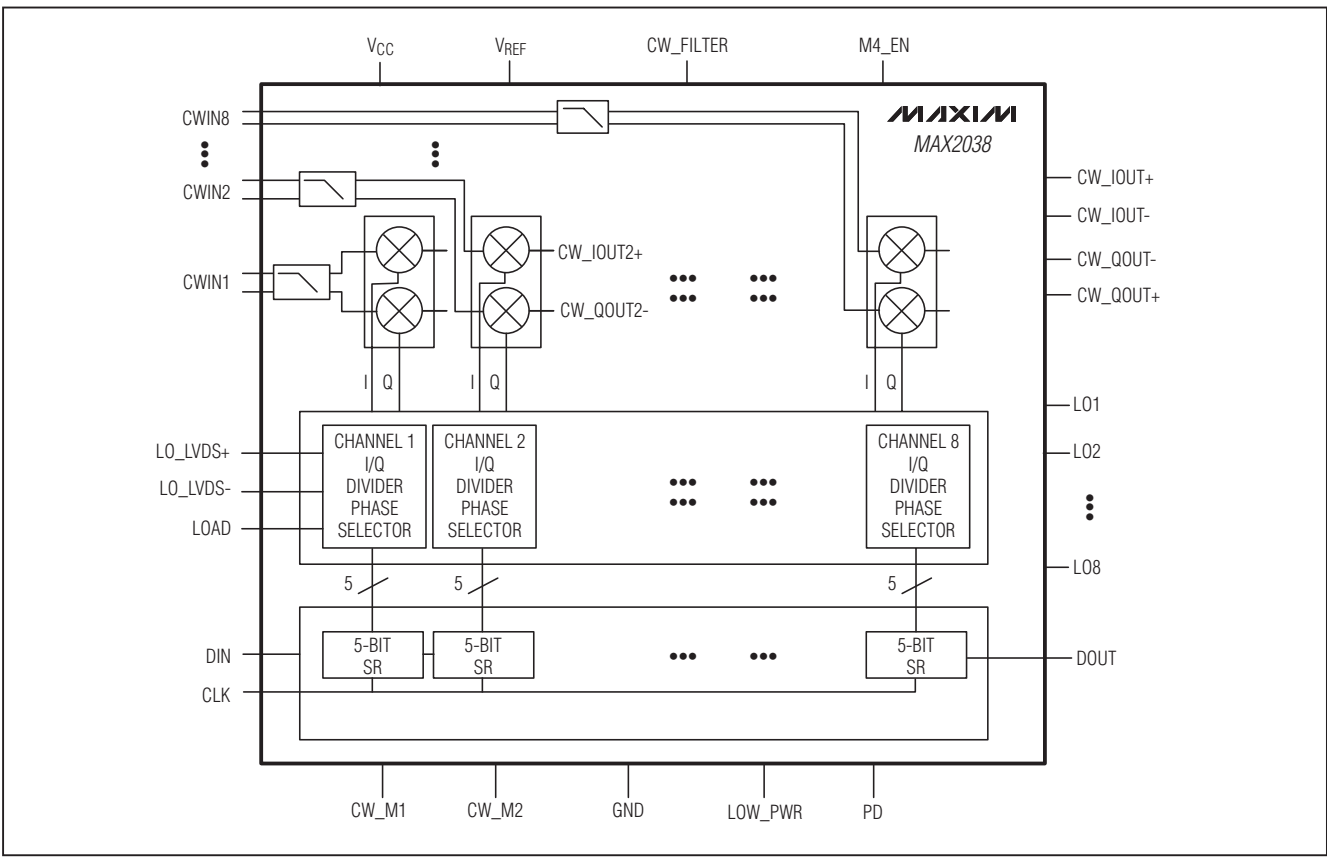 VCC
VREF
CW_FILTER
M4_EN
CWIN8
MAXIM
MAX2038
CW_IOUT+
CWIN2
CW_IOUT-
CW_IOUT2+
CW_QOUT-
CWIN1
CW_QOUT+
CW_QOUT2-
I Q
I Q
I Q
LO1
LO_LVDS+
LO_LVDS-
LOAD
CHANNEL 1
I/Q
DIVIDER
PHASE
SELECTOR
CHANNEL 2
I/Q
DIVIDER
PHASE
SELECTOR
CHANNEL 8
I/Q
DIVIDER
PHASE
SELECTOR
LO2
LO8
5
5
5
DIN
CLK
5-BIT
SR
5-BIT
SR
5-BIT
SR
DOUT
CW_M1
CW_M2
GND
LOW_PWR
PD